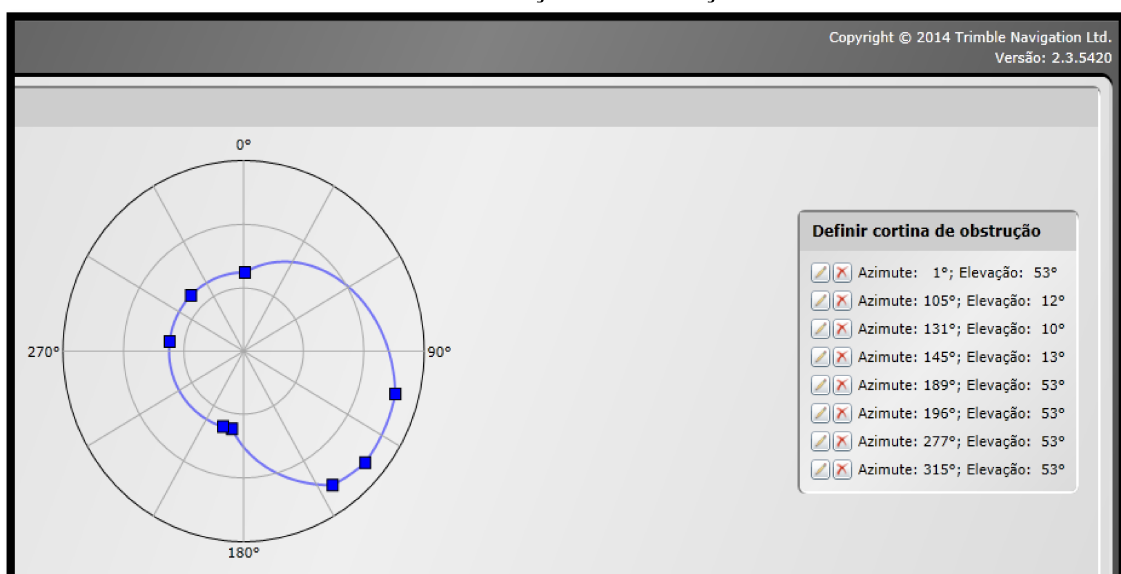 Copyright © 2014 Trimble Navigation Ltd.
Versão: 2.3.5420
0°
270°
90°
180°
Definir cortina de obstrução
Azimute: 1°; Elevação: 53°
Azimute: 105°; Elevação: 12°
Azimute: 131°; Elevação: 10°
Azimute: 145°; Elevação: 13°
Azimute: 189°; Elevação: 53°
Azimute: 196°; Elevação: 53°
Azimute: 277°; Elevação: 53°
Azimute: 315°; Elevação: 53°